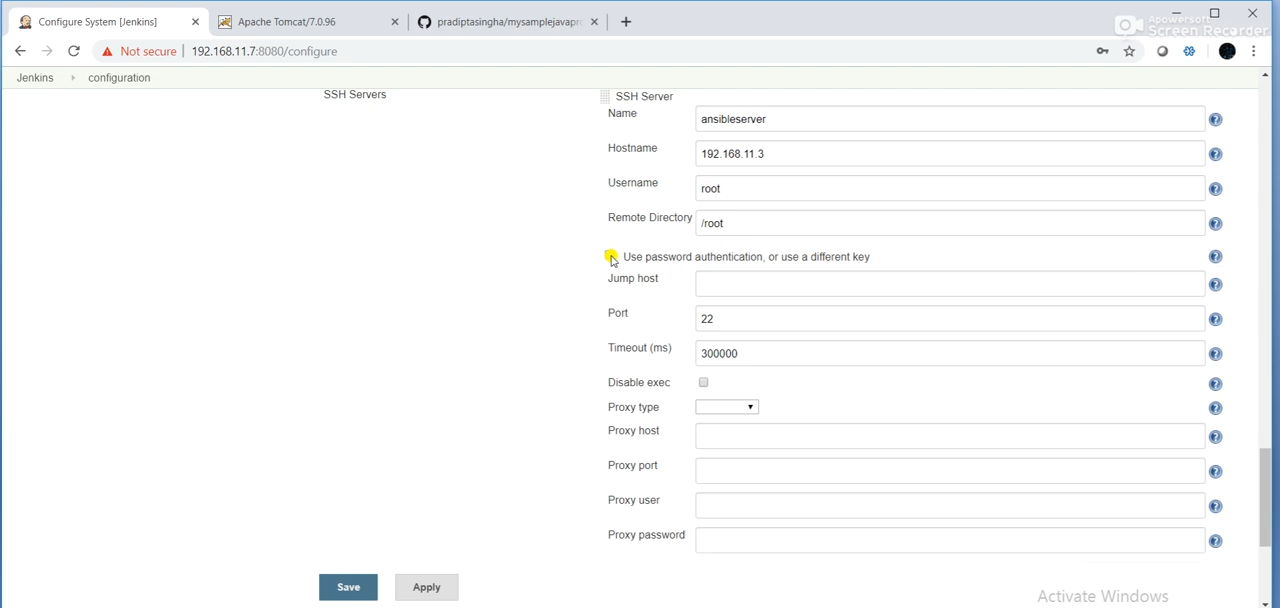 Configure System [Jenkins]
Apache Tomcat/7.0.96
pradiptasingha/mysamplejavapro
Apowersoft
Screen Recorder
Not secure
192.168.11.7:8080/configure
Jenkins
configuration
SSH Servers
SSH Server
Name
ansibleserver
Hostname
192.168.11.3
Username
root
Remote Directory
/root
Use password authentication, or use a different key
Jump host
Port
22
Timeout (ms)
300000
Disable exec
Proxy type
Proxy host
Proxy port
Proxy user
Proxy password
Save
Apply
Activate Windows